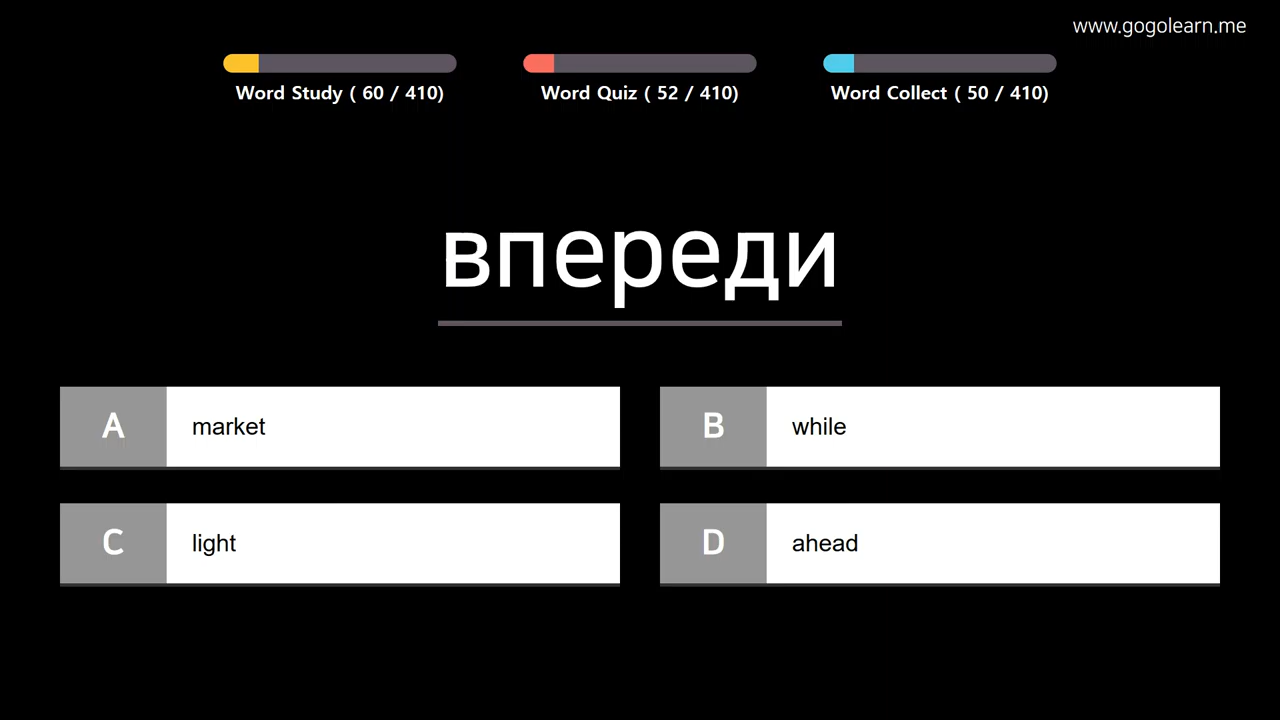 www.gogolearn.me
Word Study ( 60 / 410)
Word Quiz ( 52 / 410)
Word Collect ( 50 / 410)
впереди
A market
B while
C light
D ahead